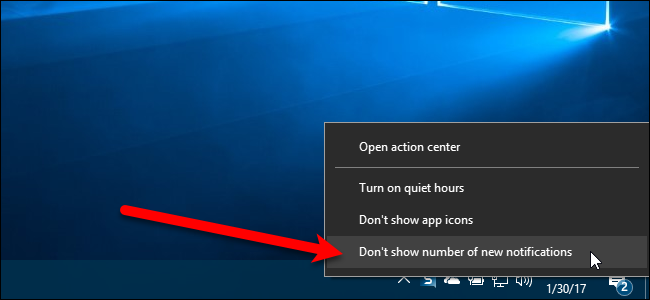 Open action center
Turn on quiet hours
Don't show app icons
Don't show number of new notifications
1/30/17
2